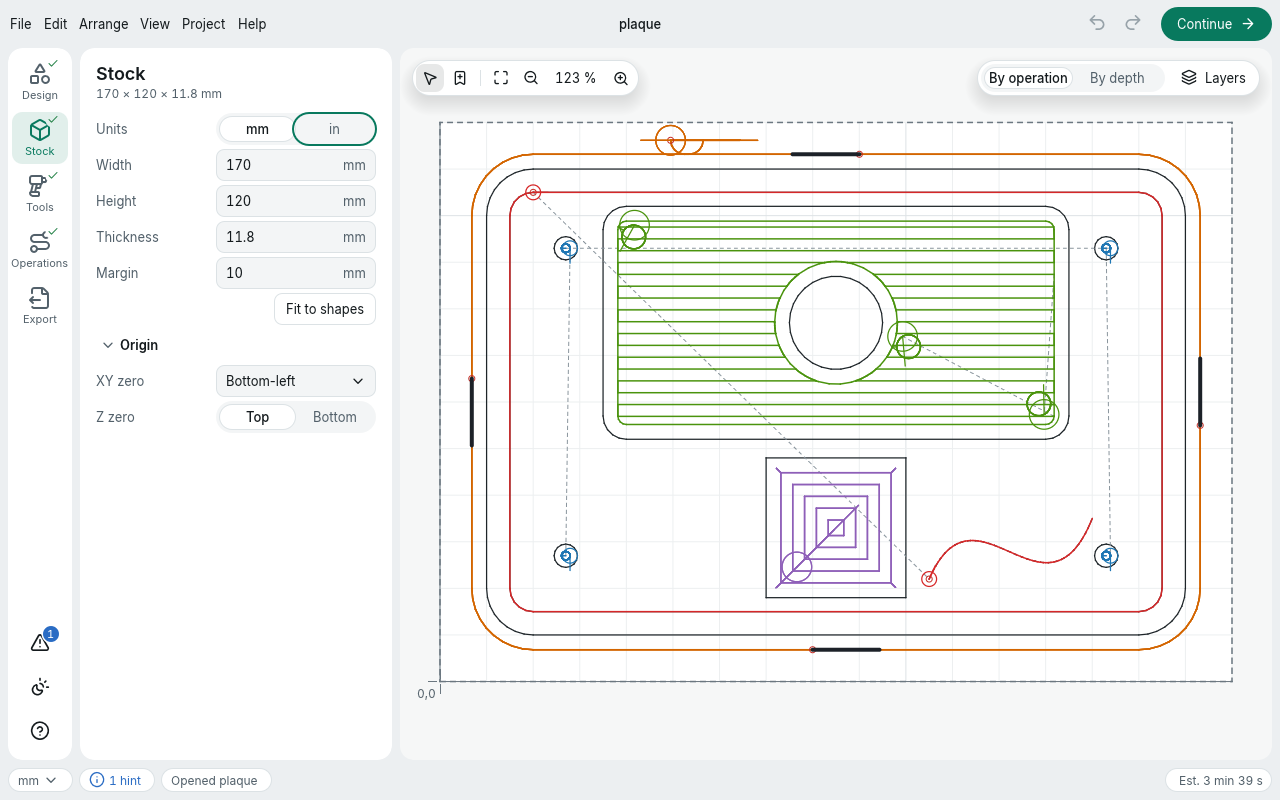 File Edit Arrange View Project Help
plaque
Continue
Design
Stock
Tools
Operations
Export
1
Stock
170 × 120 × 11.8 mm
Units mm in
Width 170 mm
Height 120 mm
Thickness 11.8 mm
Margin 10 mm
Fit to shapes
Origin
XY zero Bottom-left
Z zero Top Bottom
123 %
By operation By depth Layers
0,0
mm 1 hint Opened plaque Est. 3 min 39 s